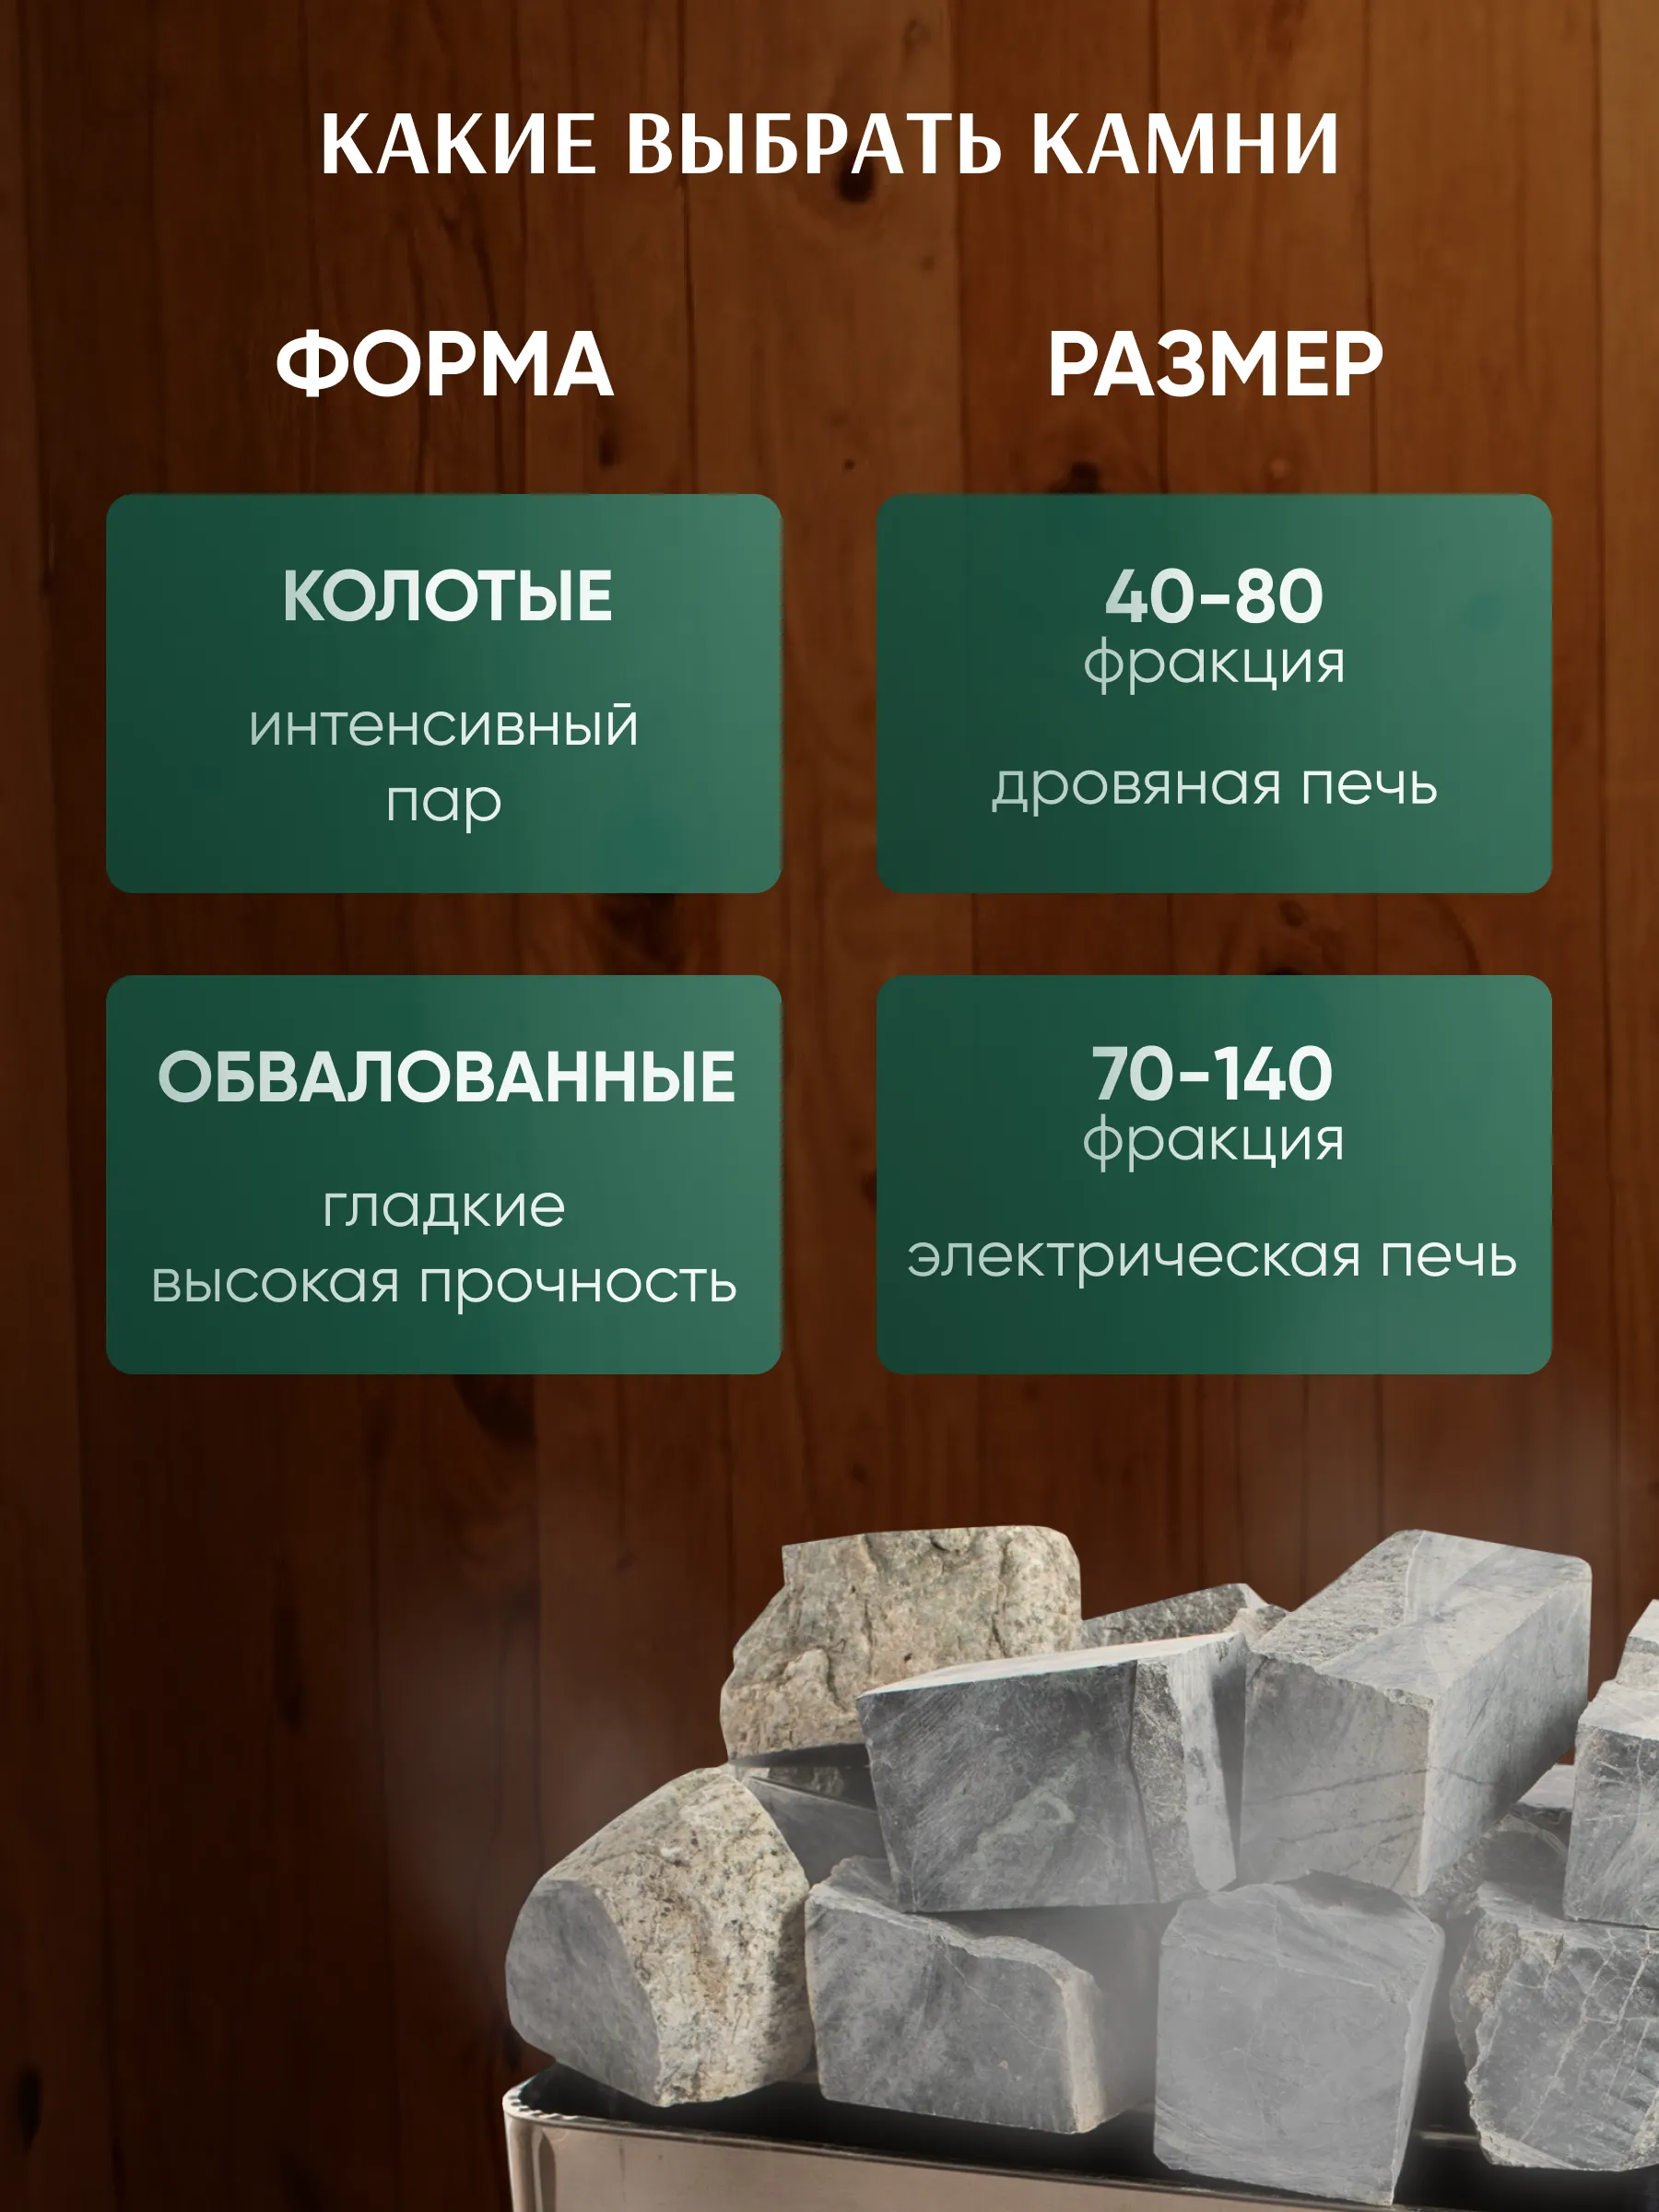 КАКИЕ ВЫБРАТЬ КАМНИ
ФОРМА
КОЛОТЫЕ
интенсивный
пар
ОБВАЛОВАННЫЕ
гладкие
высокая прочность
РАЗМЕР
40-80
фракция
дровяная печь
70-140
фракция
электрическая печь